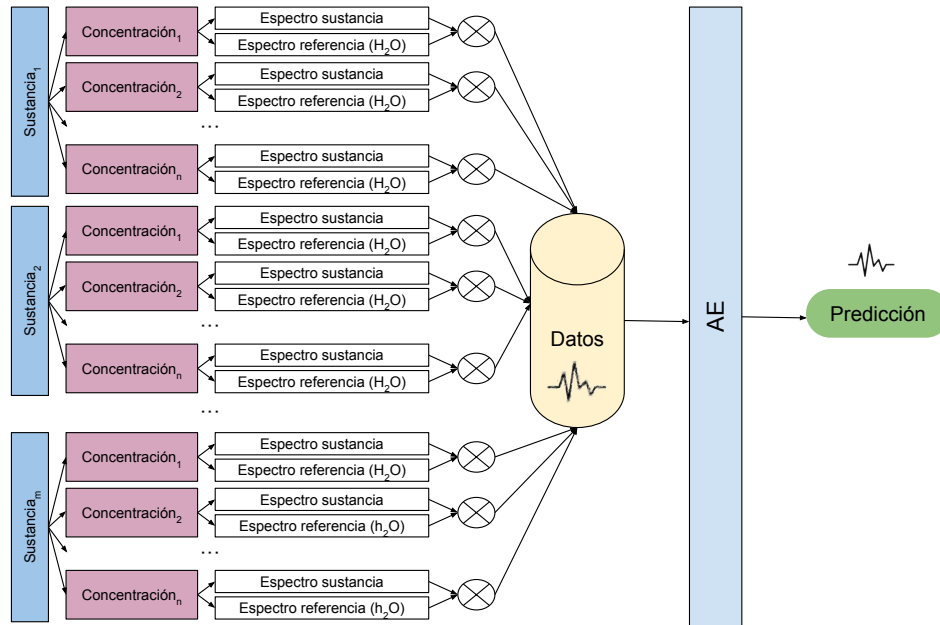 Sustancia₁
Concentración₁
Espectro sustancia
Espectro referencia (H₂O)
Concentración₂
Espectro sustancia
Espectro referencia (H₂O)
...
Concentraciónₙ
Espectro sustancia
Espectro referencia (H₂O)
Sustancia₂
Concentración₁
Espectro sustancia
Espectro referencia (H₂O)
Concentración₂
Espectro sustancia
Espectro referencia (H₂O)
...
Concentraciónₙ
Espectro sustancia
Espectro referencia (H₂O)
...
Sustanciaₘ
Concentración₁
Espectro sustancia
Espectro referencia (H₂O)
Concentración₂
Espectro sustancia
Espectro referencia (h₂O)
...
Concentraciónₙ
Espectro sustancia
Espectro referencia (h₂O)
Datos
AE
Predicción